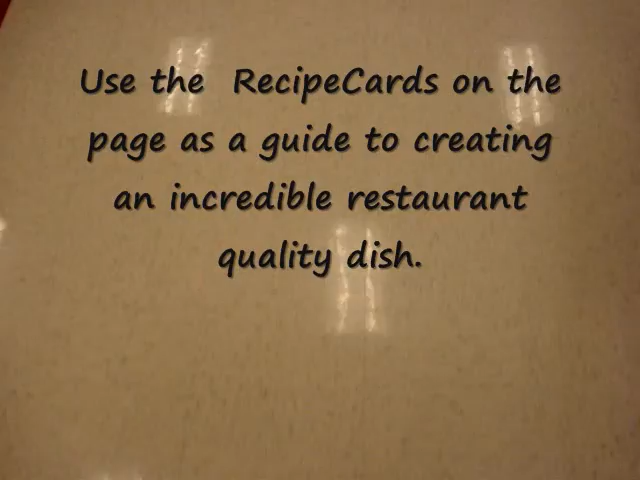 Use the  RecipeCards on the
page as a guide to creating
an incredible restaurant
quality dish.